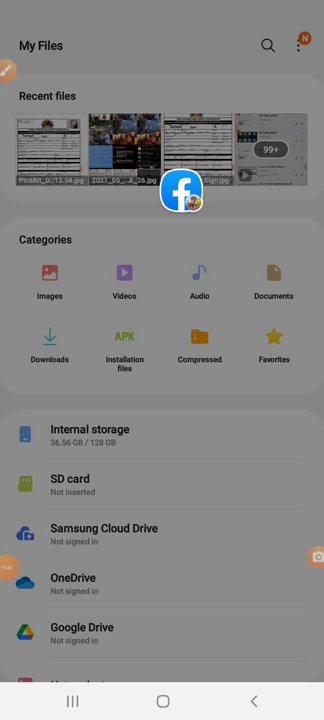 My Files
N
Recent files
PicsArt_0...12.54.jpg
2021_05_...8_26.jpg
Sign.jpg
99+
Categories
Images
Videos
Audio
Documents
APK
Downloads
Installation
files
Compressed
Favorites
Internal storage
36.56 GB / 128 GB
SD card
Not inserted
Samsung Cloud Drive
Not signed in
OneDrive
Not signed in
Google Drive
Not signed in